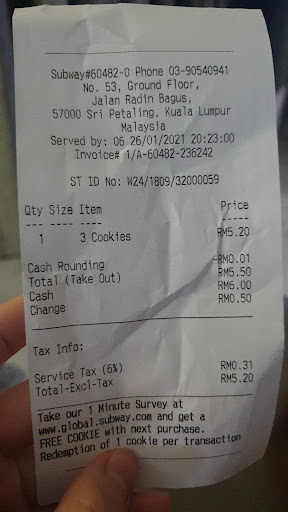 Subway#60482-0 Phone 03-90540941
No. 53, Ground Floor,
Jalan Radin Bagus,
57000 Sri Petaling, Kuala Lumpur
Malaysia
Served by: 06 26/01/2021 20:23:00
Invoice# 1/A-60482-236242
ST ID No: W24/1809/32000059
Qty Size Item Price
--- ---- ---- -----
1 3 Cookies RM5.20
Cash Rounding -RM0.01
Total (Take Out) RM5.50
Cash RM6.00
Change RM0.50
Tax Info:
Service Tax (6%) RM0.31
Total-Excl-Tax RM5.20
Take our 1 Minute Survey at
www.global.subway.com and get a
FREE COOKIE with next purchase.
Redemption of 1 cookie per transaction